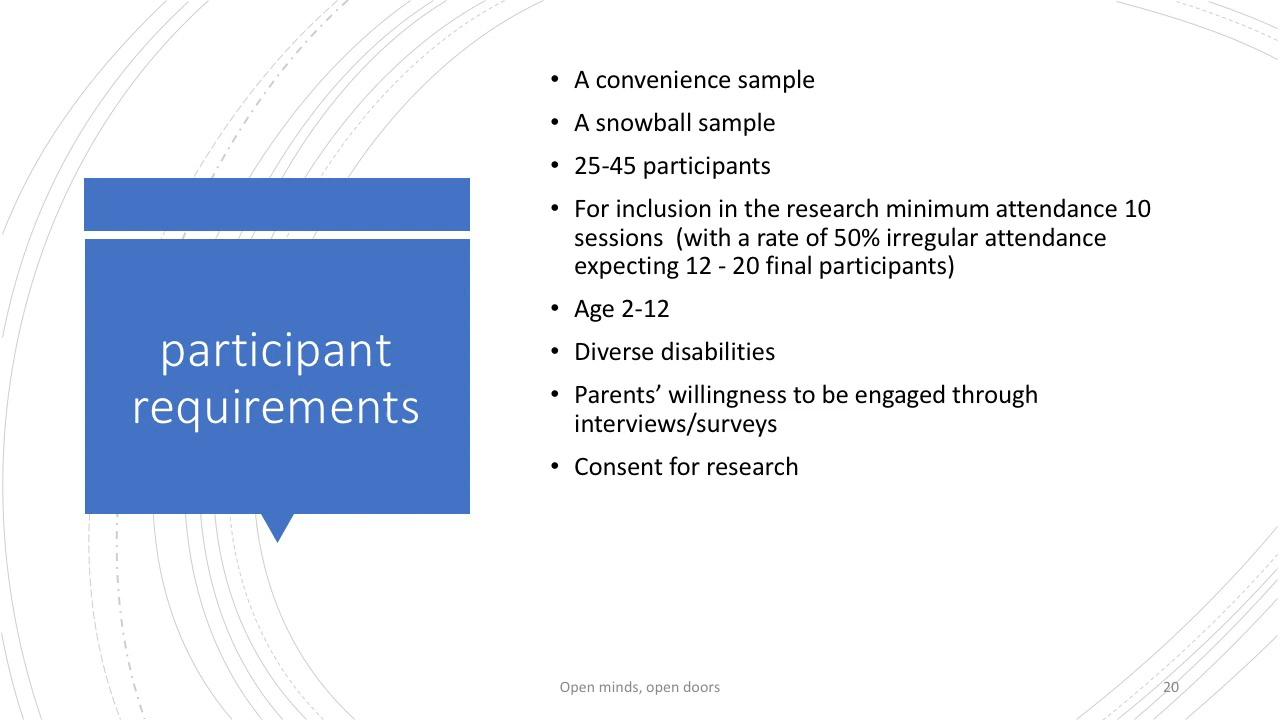 participant
requirements
• A convenience sample
• A snowball sample
• 25-45 participants
• For inclusion in the research minimum attendance 10
sessions  (with a rate of 50% irregular attendance
expecting 12 - 20 final participants)
• Age 2-12
• Diverse disabilities
• Parents’ willingness to be engaged through
interviews/surveys
• Consent for research
Open minds, open doors
20